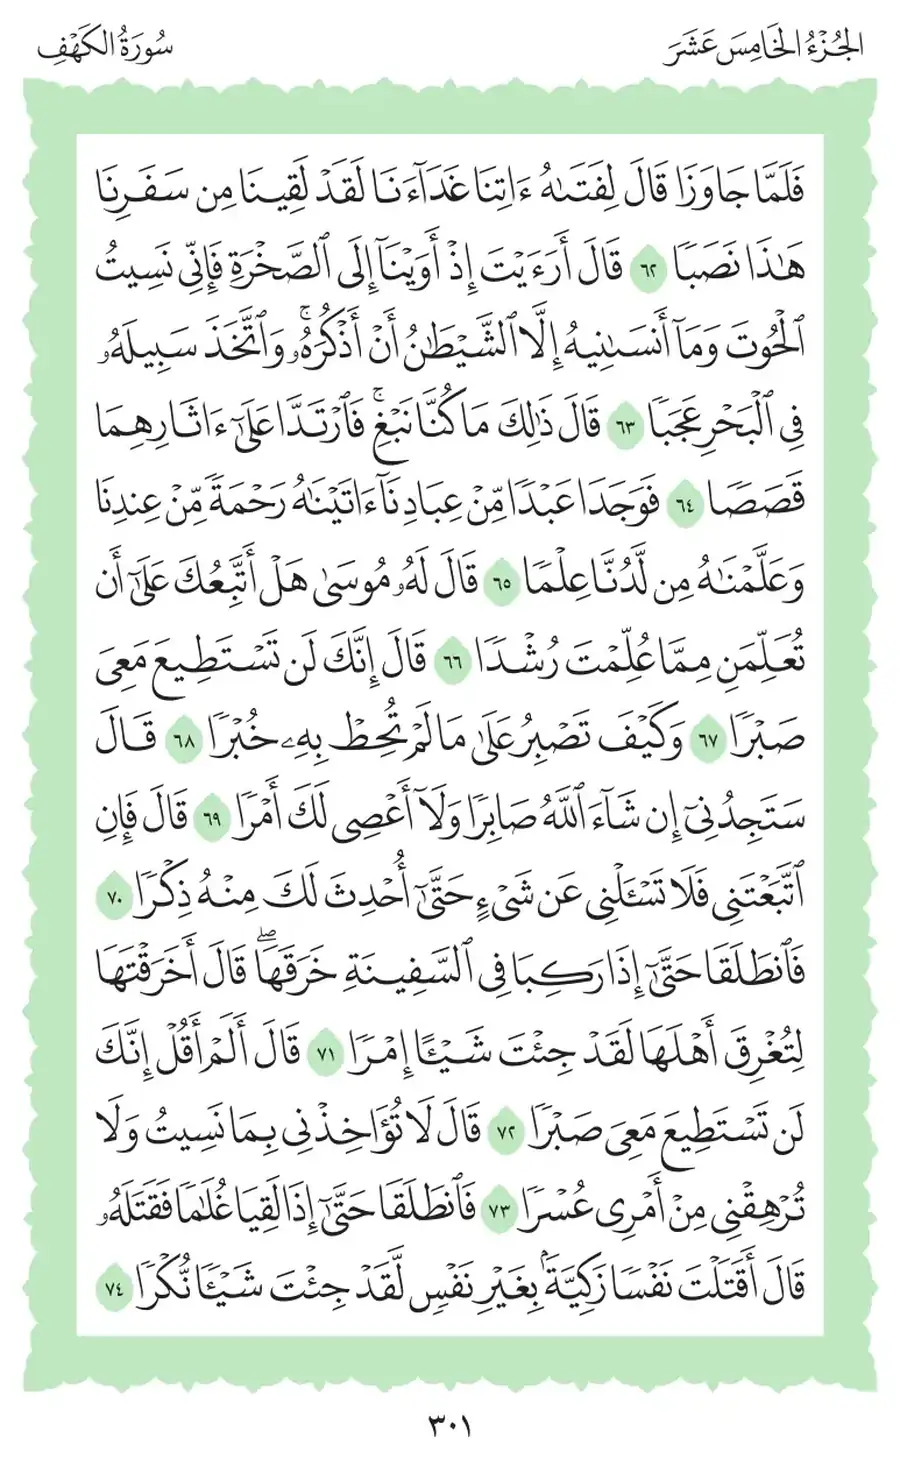 الجُزْءُ الخَامِسَ عَشَرَ
سُورَةُ الكَهْفِ
فَلَمَّا جَاوَزَا قَالَ لِفَتَىٰهُ ءَاتِنَا غَدَآءَنَا لَقَدْ لَقِينَا مِن سَفَرِنَا
هَٰذَا نَصَبًا ٦٢ قَالَ أَرَءَيْتَ إِذْ أَوَيْنَآ إِلَى ٱلصَّخْرَةِ فَإِنِّي نَسِيتُ
ٱلْحُوتَ وَمَآ أَنسَىٰنِيهُ إِلَّا ٱلشَّيْطَٰنُ أَنْ أَذْكُرَهُۥۚ وَٱتَّخَذَ سَبِيلَهُۥ
فِي ٱلْبَحْرِ عَجَبًا ٦٣ قَالَ ذَٰلِكَ مَا كُنَّا نَبْغِۚ فَٱرْتَدَّا عَلَىٰٓ ءَاثَارِهِمَا
قَصَصًا ٦٤ فَوَجَدَا عَبْدًا مِّنْ عِبَادِنَآ ءَاتَيْنَٰهُ رَحْمَةً مِّنْ عِندِنَا
وَعَلَّمْنَٰهُ مِن لَّدُنَّا عِلْمًا ٦٥ قَالَ لَهُۥ مُوسَىٰ هَلْ أَتَّبِعُكَ عَلَىٰٓ أَن
تُعَلِّمَنِ مِمَّا عُلِّمْتَ رُشْدًا ٦٦ قَالَ إِنَّكَ لَن تَسْتَطِيعَ مَعِيَ
صَبْرًا ٦٧ وَكَيْفَ تَصْبِرُ عَلَىٰ مَا لَمْ تُحِطْ بِهِۦ خُبْرًا ٦٨ قَالَ
سَتَجِدُنِيٓ إِن شَآءَ ٱللَّهُ صَابِرًا وَلَآ أَعْصِي لَكَ أَمْرًا ٦٩ قَالَ فَإِنِ
ٱتَّبَعْتَنِي فَلَا تَسْـَٔلْنِي عَن شَيْءٍ حَتَّىٰٓ أُحْدِثَ لَكَ مِنْهُ ذِكْرًا ٧٠
فَٱنطَلَقَا حَتَّىٰٓ إِذَا رَكِبَا فِي ٱلسَّفِينَةِ خَرَقَهَاۖ قَالَ أَخَرَقْتَهَا
لِتُغْرِقَ أَهْلَهَا لَقَدْ جِئْتَ شَيْـًٔا إِمْرًا ٧١ قَالَ أَلَمْ أَقُلْ إِنَّكَ
لَن تَسْتَطِيعَ مَعِيَ صَبْرًا ٧٢ قَالَ لَا تُؤَاخِذْنِي بِمَا نَسِيتُ وَلَا
تُرْهِقْنِي مِنْ أَمْرِي عُسْرًا ٧٣ فَٱنطَلَقَا حَتَّىٰٓ إِذَا لَقِيَا غُلَٰمًا فَقَتَلَهُۥ
قَالَ أَقَتَلْتَ نَفْسًا زَكِيَّةًۢ بِغَيْرِ نَفْسٍ لَّقَدْ جِئْتَ شَيْـًٔا نُّكْرًا ٧٤
٣٠١